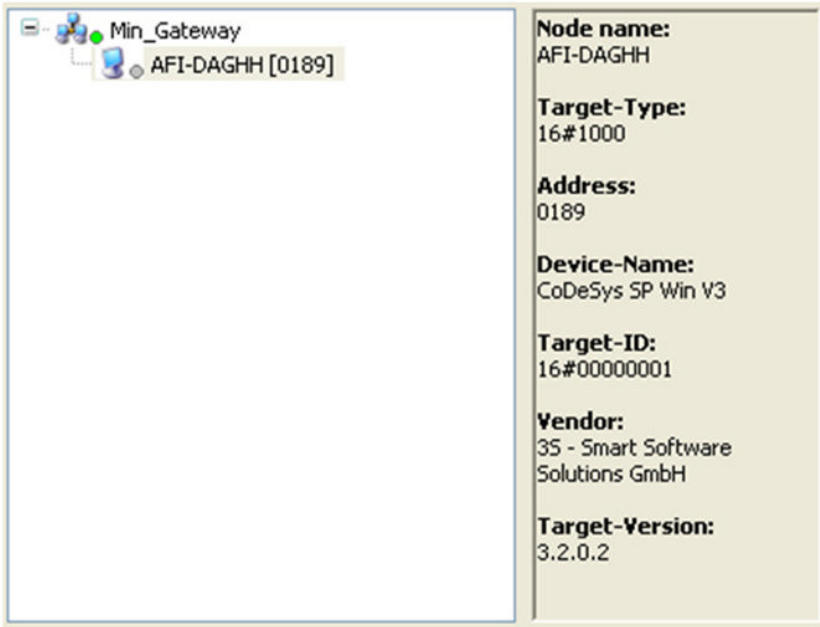 Min_Gateway
AFI-DAGHH [0189]
Node name:
AFI-DAGHH
Target-Type:
16#1000
Address:
0189
Device-Name:
CoDeSys SP Win V3
Target-ID:
16#00000001
Vendor:
3S - Smart Software
Solutions GmbH
Target-Version:
3.2.0.2